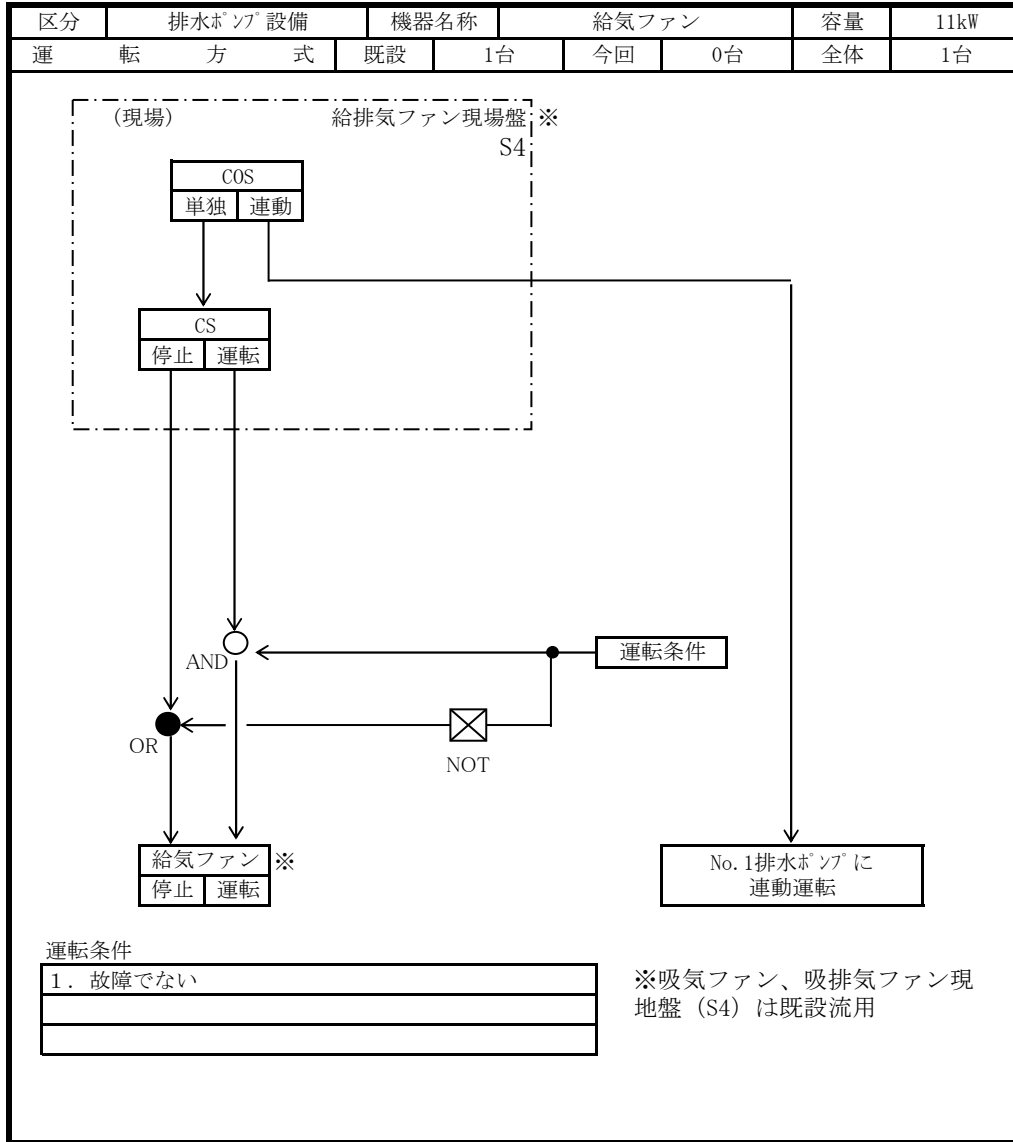 区分 排水ﾎﾟﾝﾌﾟ設備 機器名称 給気ファン 容量 11kW
運転方式 既設 1台 今回 0台 全体 1台
(現場) 給排気ファン現場盤 ※
S4
COS
単独 連動
CS
停止 運転
AND 運転条件
OR
NOT
給気ファン ※
停止 運転
No.1排水ﾎﾟﾝﾌﾟに
連動運転
運転条件
1．故障でない
※吸気ファン、吸排気ファン現
地盤（S4）は既設流用